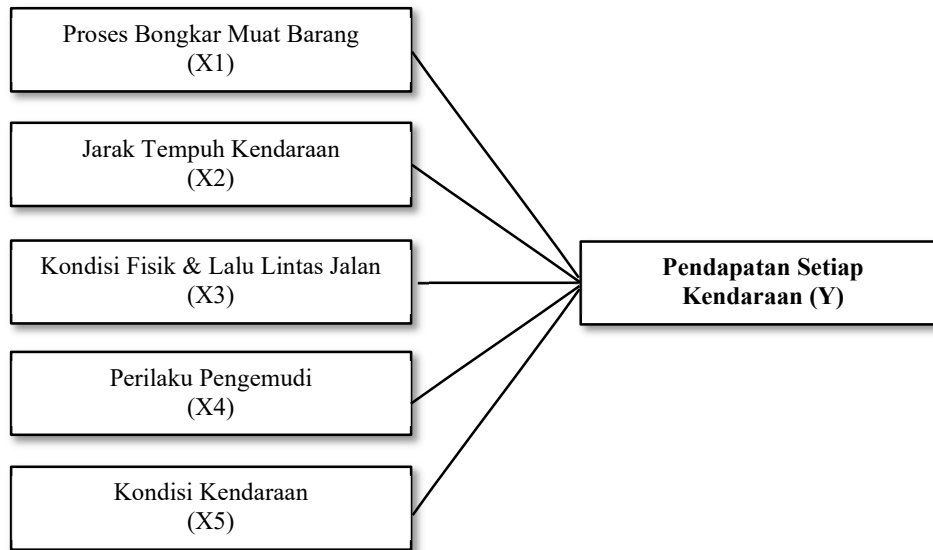 Proses Bongkar Muat Barang
(X1)
Jarak Tempuh Kendaraan
(X2)
Kondisi Fisik & Lalu Lintas Jalan
(X3)
Perilaku Pengemudi
(X4)
Kondisi Kendaraan
(X5)
Pendapatan Setiap
Kendaraan (Y)